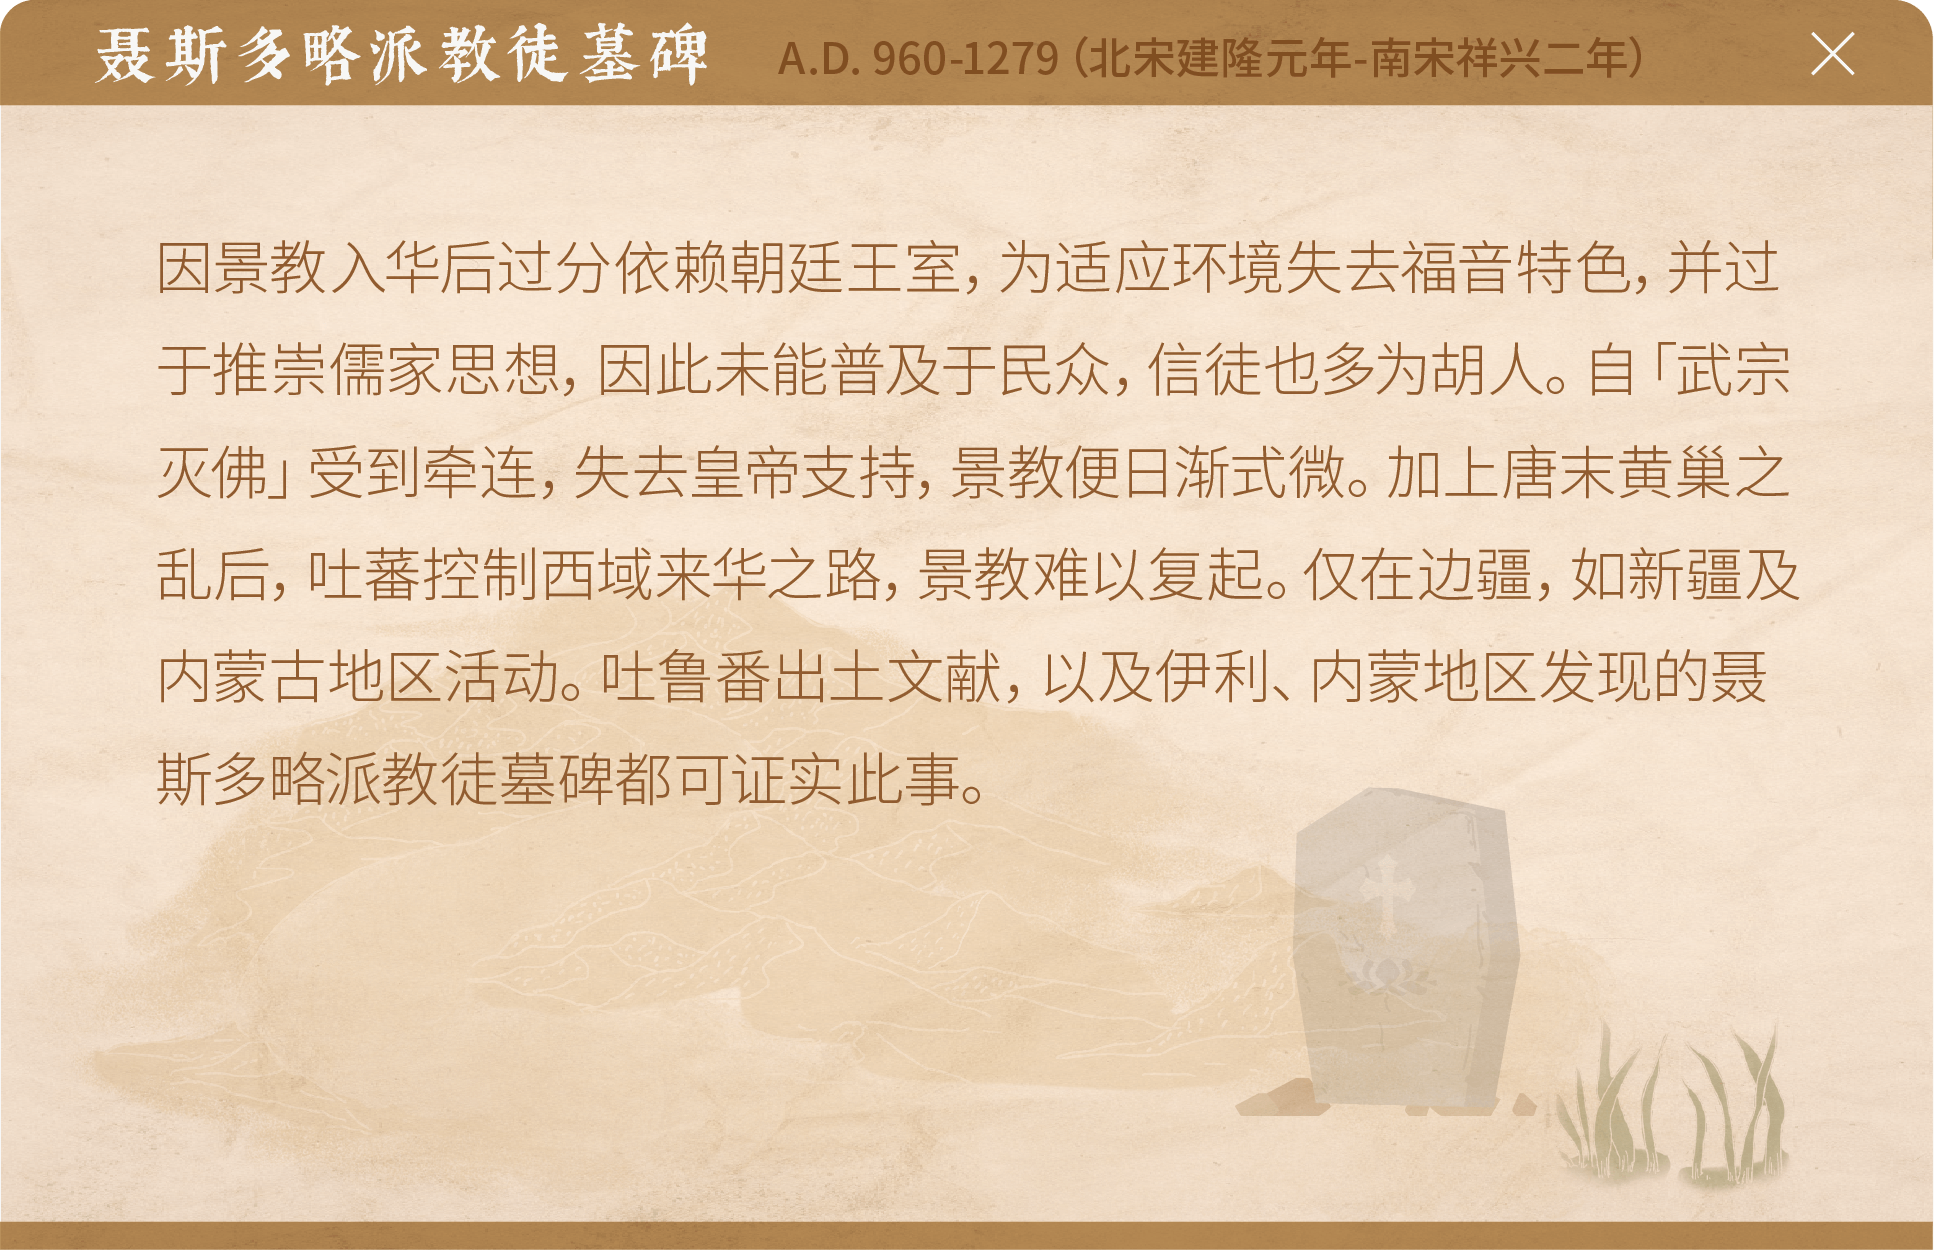 聂斯多略派教徒墓碑 A.D. 960-1279（北宋建隆元年-南宋祥兴二年）
因景教入华后过分依赖朝廷王室，为适应环境失去福音特色，并过
于推崇儒家思想，因此未能普及于民众，信徒也多为胡人。自「武宗
灭佛」受到牵连，失去皇帝支持，景教便日渐式微。加上唐末黄巢之
乱后，吐蕃控制西域来华之路，景教难以复起。仅在边疆，如新疆及
内蒙古地区活动。吐鲁番出土文献，以及伊利、内蒙地区发现的聂
斯多略派教徒墓碑都可证实此事。